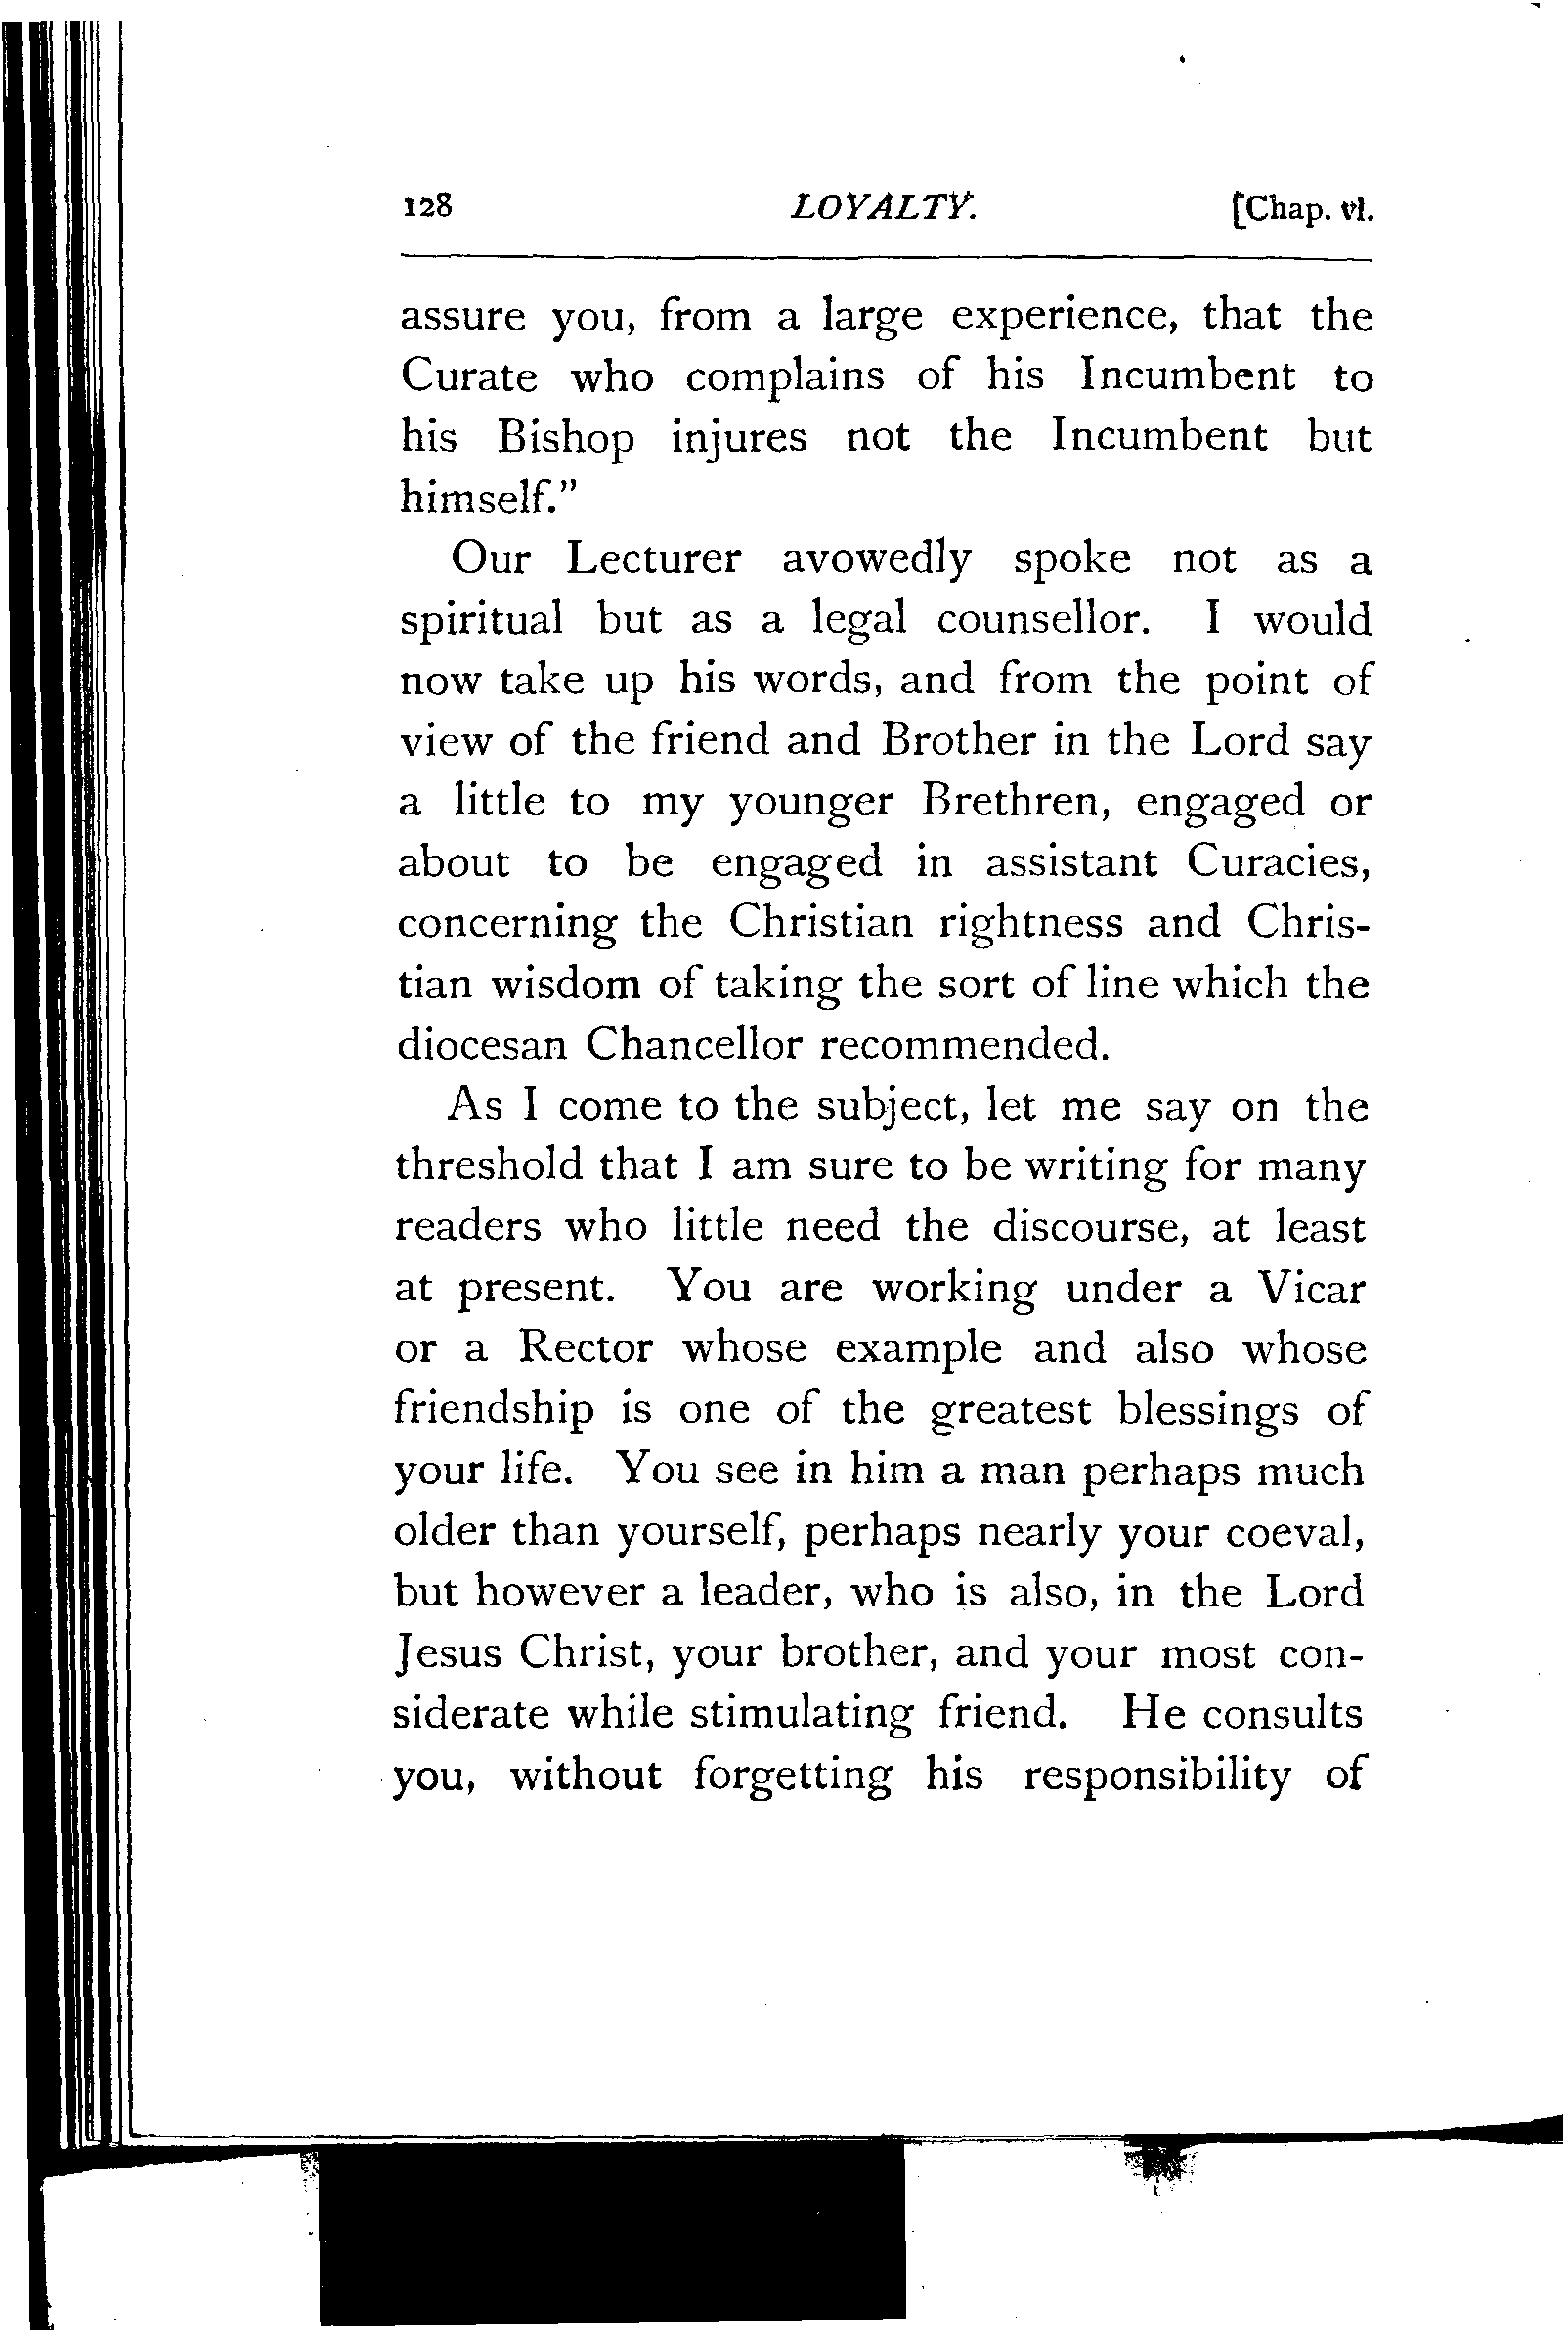 128 LOYALTY. [Chap. vi.
assure you, from a large experience, that the
Curate who complains of his Incumbent to
his Bishop injures not the Incumbent but
himself.”
Our Lecturer avowedly spoke not as a
spiritual but as a legal counsellor. I would
now take up his words, and from the point of
view of the friend and Brother in the Lord say
a little to my younger Brethren, engaged or
about to be engaged in assistant Curacies,
concerning the Christian rightness and Chris-
tian wisdom of taking the sort of line which the
diocesan Chancellor recommended.
As I come to the subject, let me say on the
threshold that I am sure to be writing for many
readers who little need the discourse, at least
at present. You are working under a Vicar
or a Rector whose example and also whose
friendship is one of the greatest blessings of
your life. You see in him a man perhaps much
older than yourself, perhaps nearly your coeval,
but however a leader, who is also, in the Lord
Jesus Christ, your brother, and your most con-
siderate while stimulating friend. He consults
you, without forgetting his responsibility of